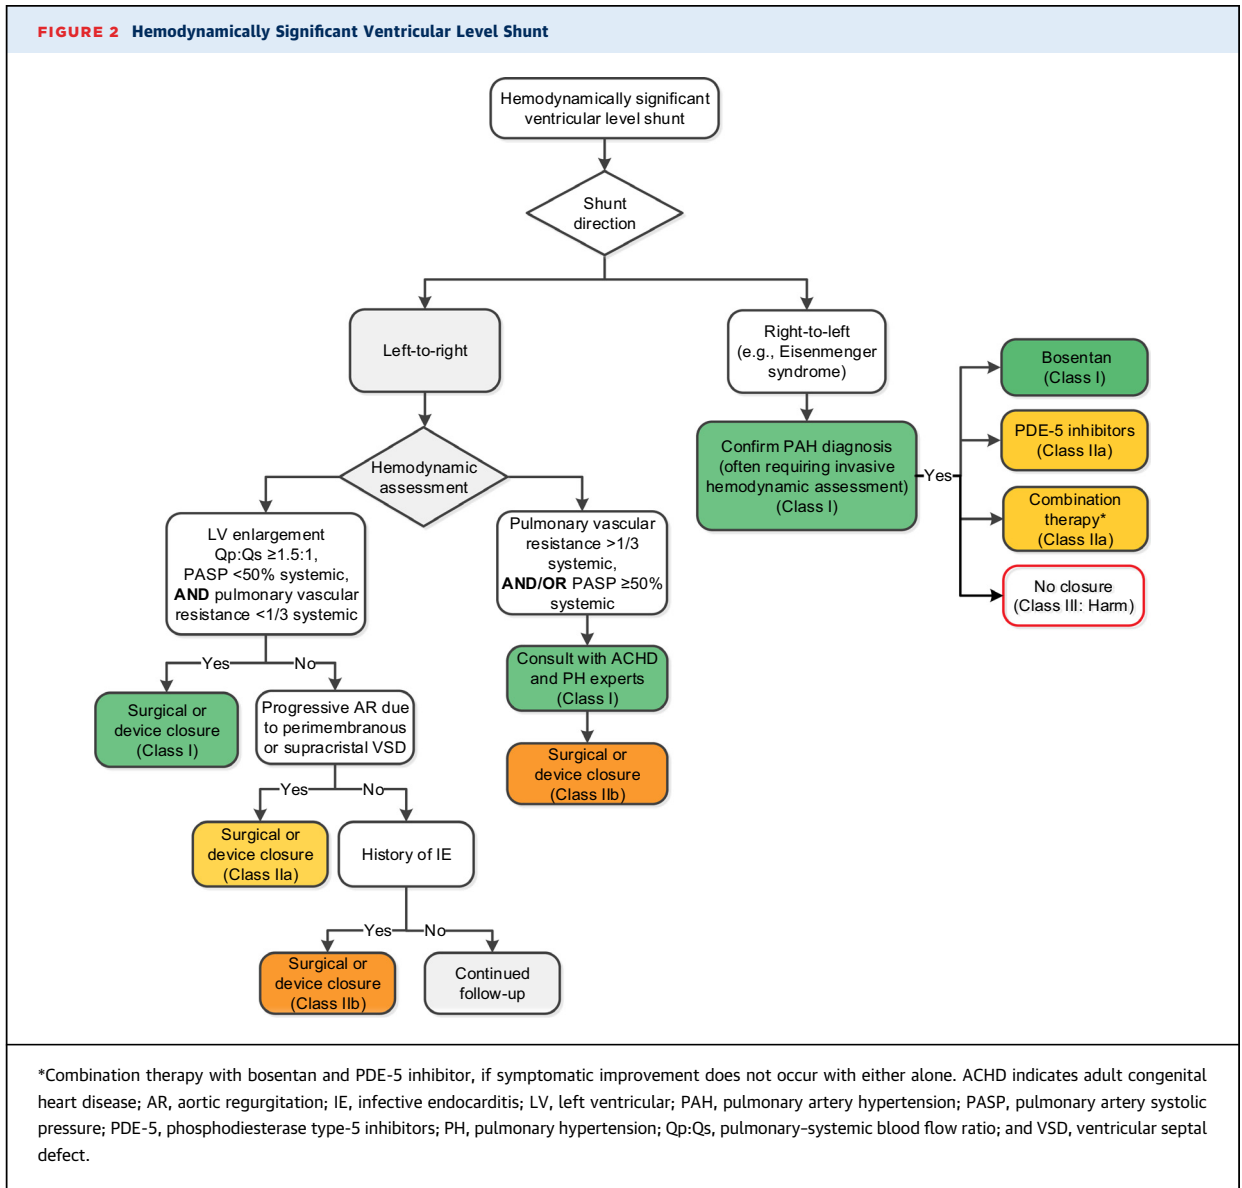 FIGURE 2 Hemodynamically Significant Ventricular Level Shunt
Hemodynamically significant
ventricular level shunt
Shunt
direction
Left-to-right
Right-to-left
(e.g., Eisenmenger
syndrome)
Hemodynamic
assessment
Confirm PAH diagnosis
(often requiring invasive
hemodynamic assessment)
(Class I)
Yes
Bosentan
(Class I)
PDE-5 inhibitors
(Class IIa)
Combination
therapy*
(Class IIa)
No closure
(Class III: Harm)
LV enlargement
Qp:Qs ≥1.5:1,
PASP <50% systemic,
AND pulmonary vascular
resistance <1/3 systemic
Pulmonary vascular
resistance >1/3
systemic,
AND/OR PASP ≥50%
systemic
Yes
No
Consult with ACHD
and PH experts
(Class I)
Surgical or
device closure
(Class I)
Progressive AR due
to perimembranous
or supracristal VSD
Surgical or
device closure
(Class IIb)
Yes
No
Surgical or
device closure
(Class IIa)
History of IE
Yes
No
Surgical or
device closure
(Class IIb)
Continued
follow-up
*Combination therapy with bosentan and PDE-5 inhibitor, if symptomatic improvement does not occur with either alone. ACHD indicates adult congenital
heart disease; AR, aortic regurgitation; IE, infective endocarditis; LV, left ventricular; PAH, pulmonary artery hypertension; PASP, pulmonary artery systolic
pressure; PDE-5, phosphodiesterase type-5 inhibitors; PH, pulmonary hypertension; Qp:Qs, pulmonary–systemic blood flow ratio; and VSD, ventricular septal
defect.